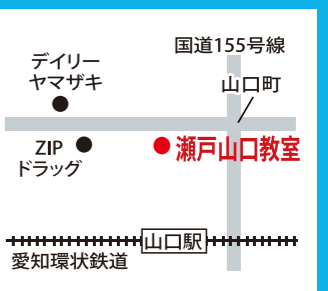 国道155号線
デイリー
ヤマザキ
山口町
ZIP
ドラッグ
瀬戸山口教室
山口駅
愛知環状鉄道